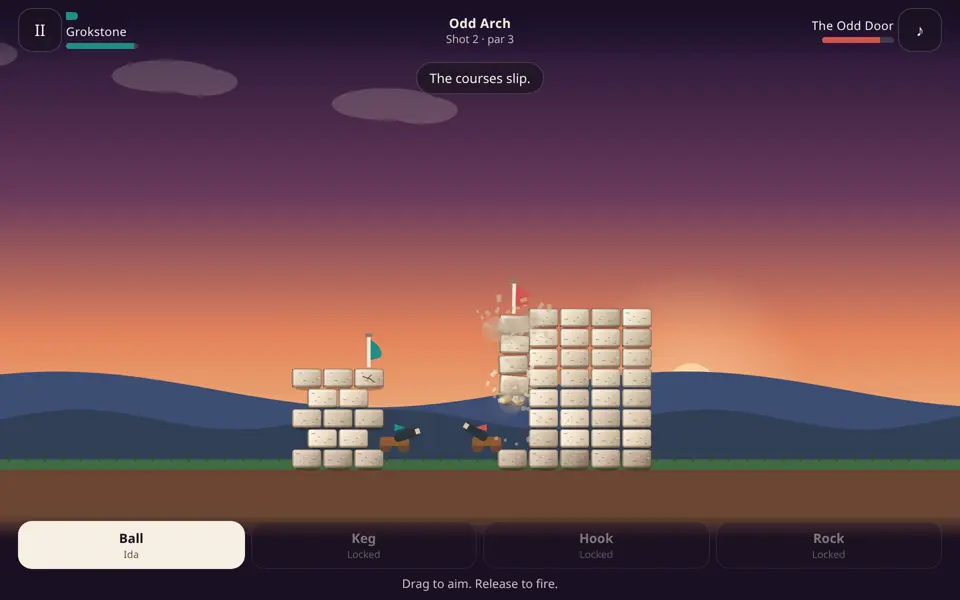 II
Grokstone
Odd Arch
Shot 2 · par 3
The Odd Door
♪
The courses slip.
Ball
Ida
Keg
Locked
Hook
Locked
Rock
Locked
Drag to aim. Release to fire.